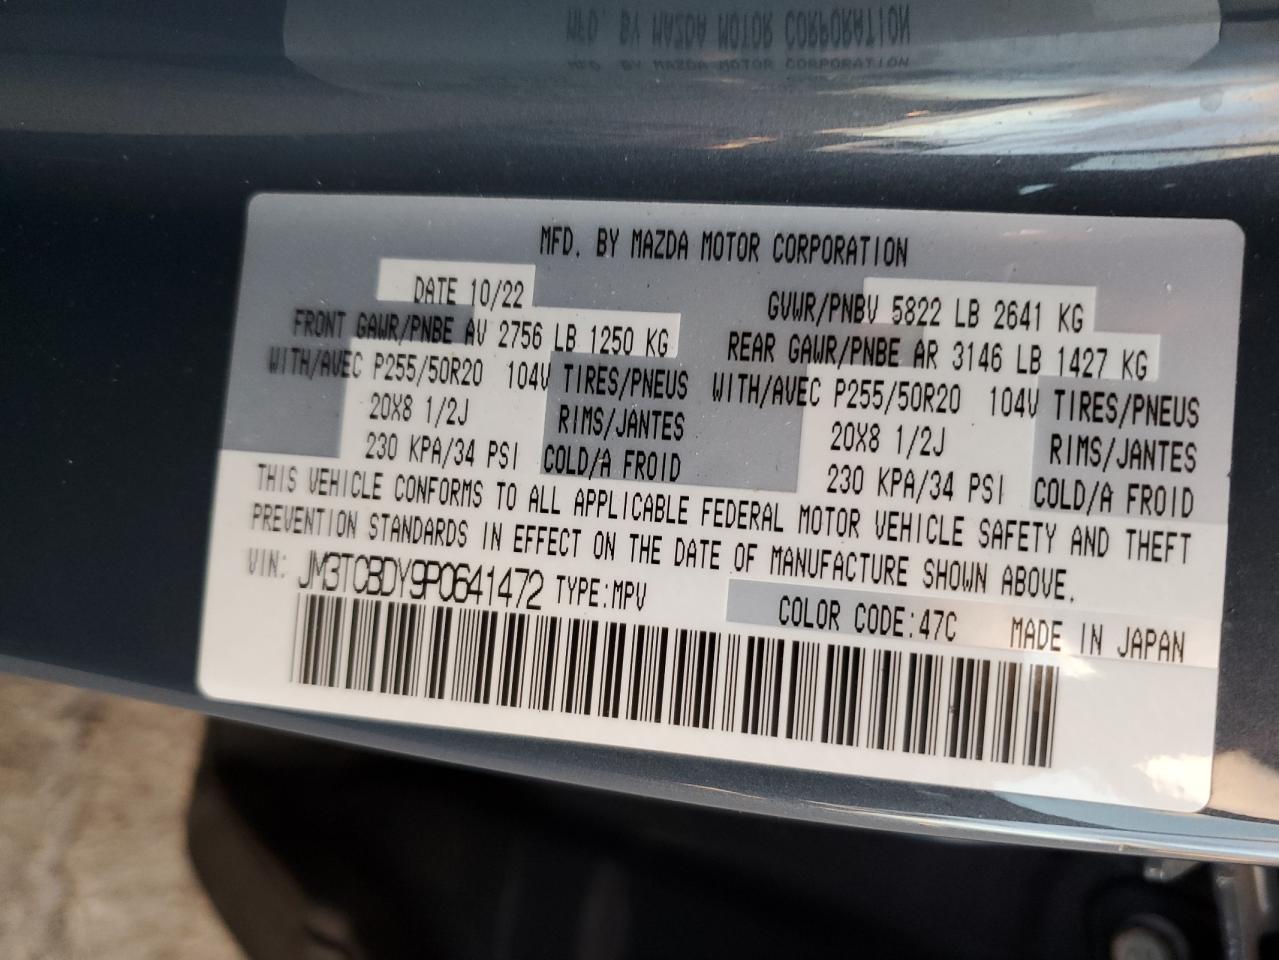 MFD. BY MAZDA MOTOR CORPORATION
DATE 10/22
GVWR/PNBV 5822 LB 2641 KG
FRONT GAWR/PNBE AV 2756 LB 1250 KG
REAR GAWR/PNBE AR 3146 LB 1427 KG
WITH/AVEC P255/50R20 104V TIRES/PNEUS
WITH/AVEC P255/50R20 104V TIRES/PNEUS
20X8 1/2J RIMS/JANTES
20X8 1/2J RIMS/JANTES
230 KPA/34 PSI COLD/A FROID
230 KPA/34 PSI COLD/A FROID
THIS VEHICLE CONFORMS TO ALL APPLICABLE FEDERAL MOTOR VEHICLE SAFETY AND THEFT
PREVENTION STANDARDS IN EFFECT ON THE DATE OF MANUFACTURE SHOWN ABOVE.
VIN: JM3TCBDY9P0641472 TYPE:MPV
COLOR CODE:47C MADE IN JAPAN